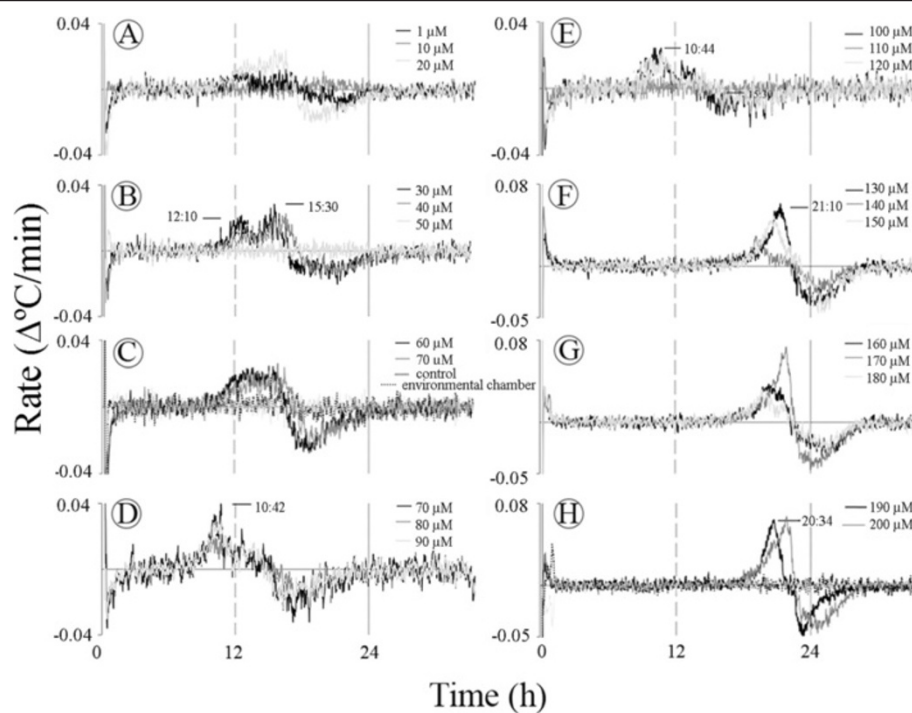 Rate (Δ°C/min)
A
0.04
-0.04
1 µM
10 µM
20 µM
B
0.04
-0.04
12:10
15:30
30 µM
40 µM
50 µM
C
0.04
-0.04
60 µM
70 µM
control
environmental chamber
D
0.04
-0.04
10:42
70 µM
80 µM
90 µM
0
12
24
E
0.04
-0.04
10:44
100 µM
110 µM
120 µM
F
0.08
-0.05
21:10
130 µM
140 µM
150 µM
G
0.08
-0.05
160 µM
170 µM
180 µM
H
0.08
-0.05
20:34
190 µM
200 µM
0
12
24
Time (h)